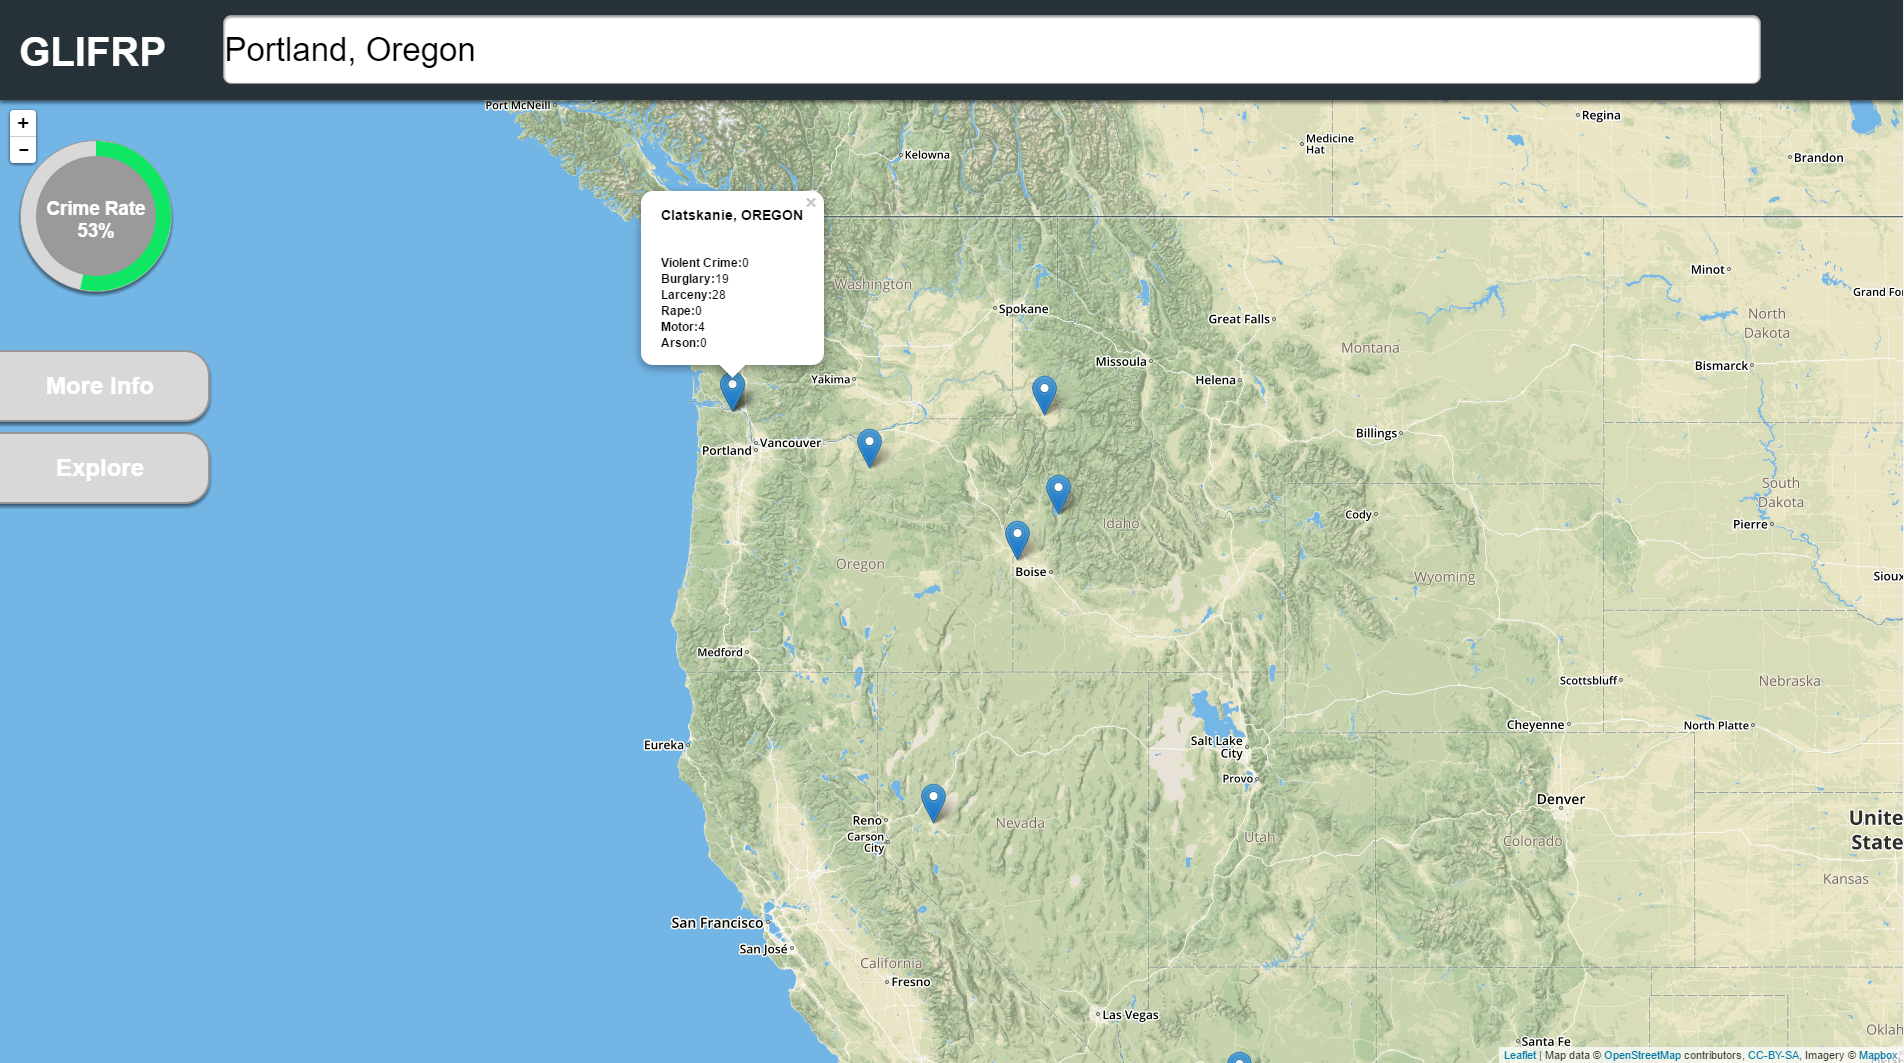 GLIFRP
Portland, Oregon
+
−
Crime Rate
53%
More Info
Explore
×
Clatskanie, OREGON
Violent Crime:0
Burglary:19
Larceny:28
Rape:0
Motor:4
Arson:0
Port McNeill
Kelowna
Medicine
Hat
Regina
Brandon
Washington
Spokane
Great Falls
Minot
Grand Fo
North
Dakota
Montana
Missoula
Helena
Bismarck
Yakima
Portland
Vancouver
Billings
South
Dakota
Pierre
Cody
Idaho
Oregon
Boise
Wyoming
Sioux
Medford
Scottsbluff
Nebraska
Cheyenne
North Platte
Eureka
Salt Lake
City
Provo
Denver
Reno
Carson
City
Nevada
Utah
Colorado
Unite
State
Kansas
San Francisco
San José
California
Fresno
Las Vegas
Santa Fe
Oklah
Leaflet | Map data © OpenStreetMap contributors, CC-BY-SA, Imagery © Mapbox